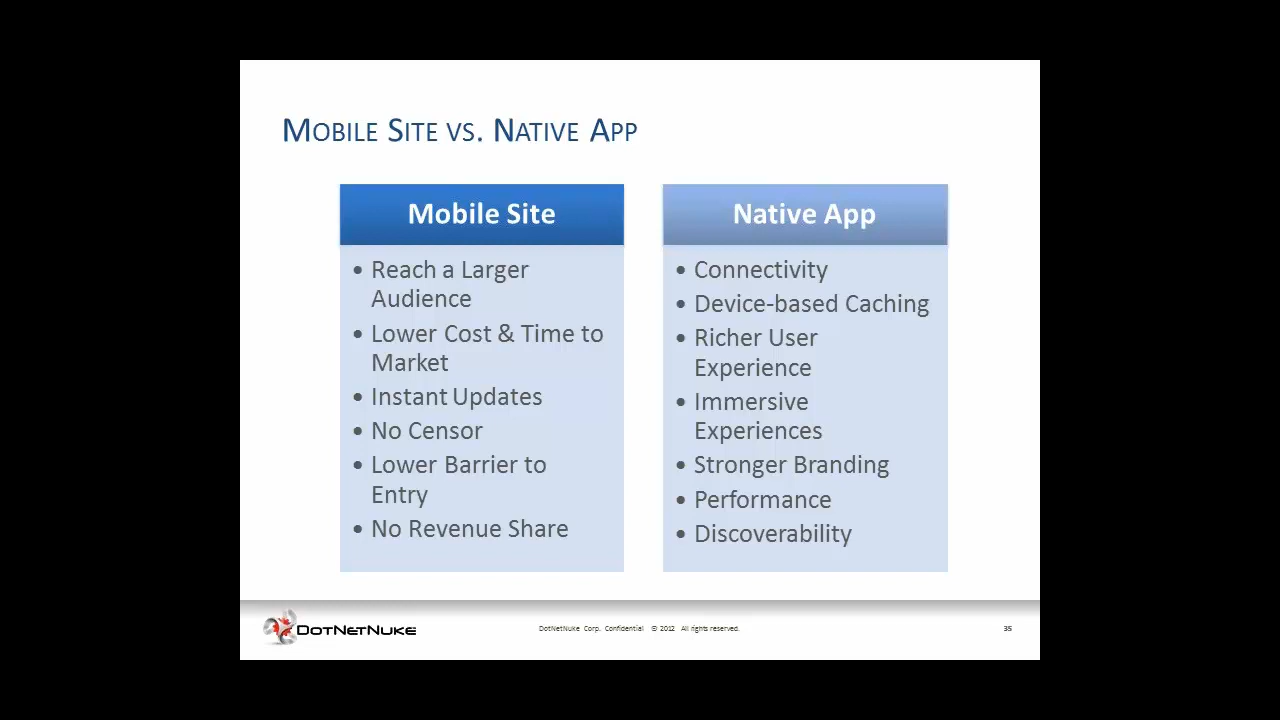 Mobile Site vs. Native App
Mobile Site
• Reach a Larger
Audience
• Lower Cost & Time to
Market
• Instant Updates
• No Censor
• Lower Barrier to
Entry
• No Revenue Share
Native App
• Connectivity
• Device-based Caching
• Richer User
Experience
• Immersive
Experiences
• Stronger Branding
• Performance
• Discoverability
DotNetNuke
DotNetNuke Corp. Confidential © 2012 All rights reserved.
35